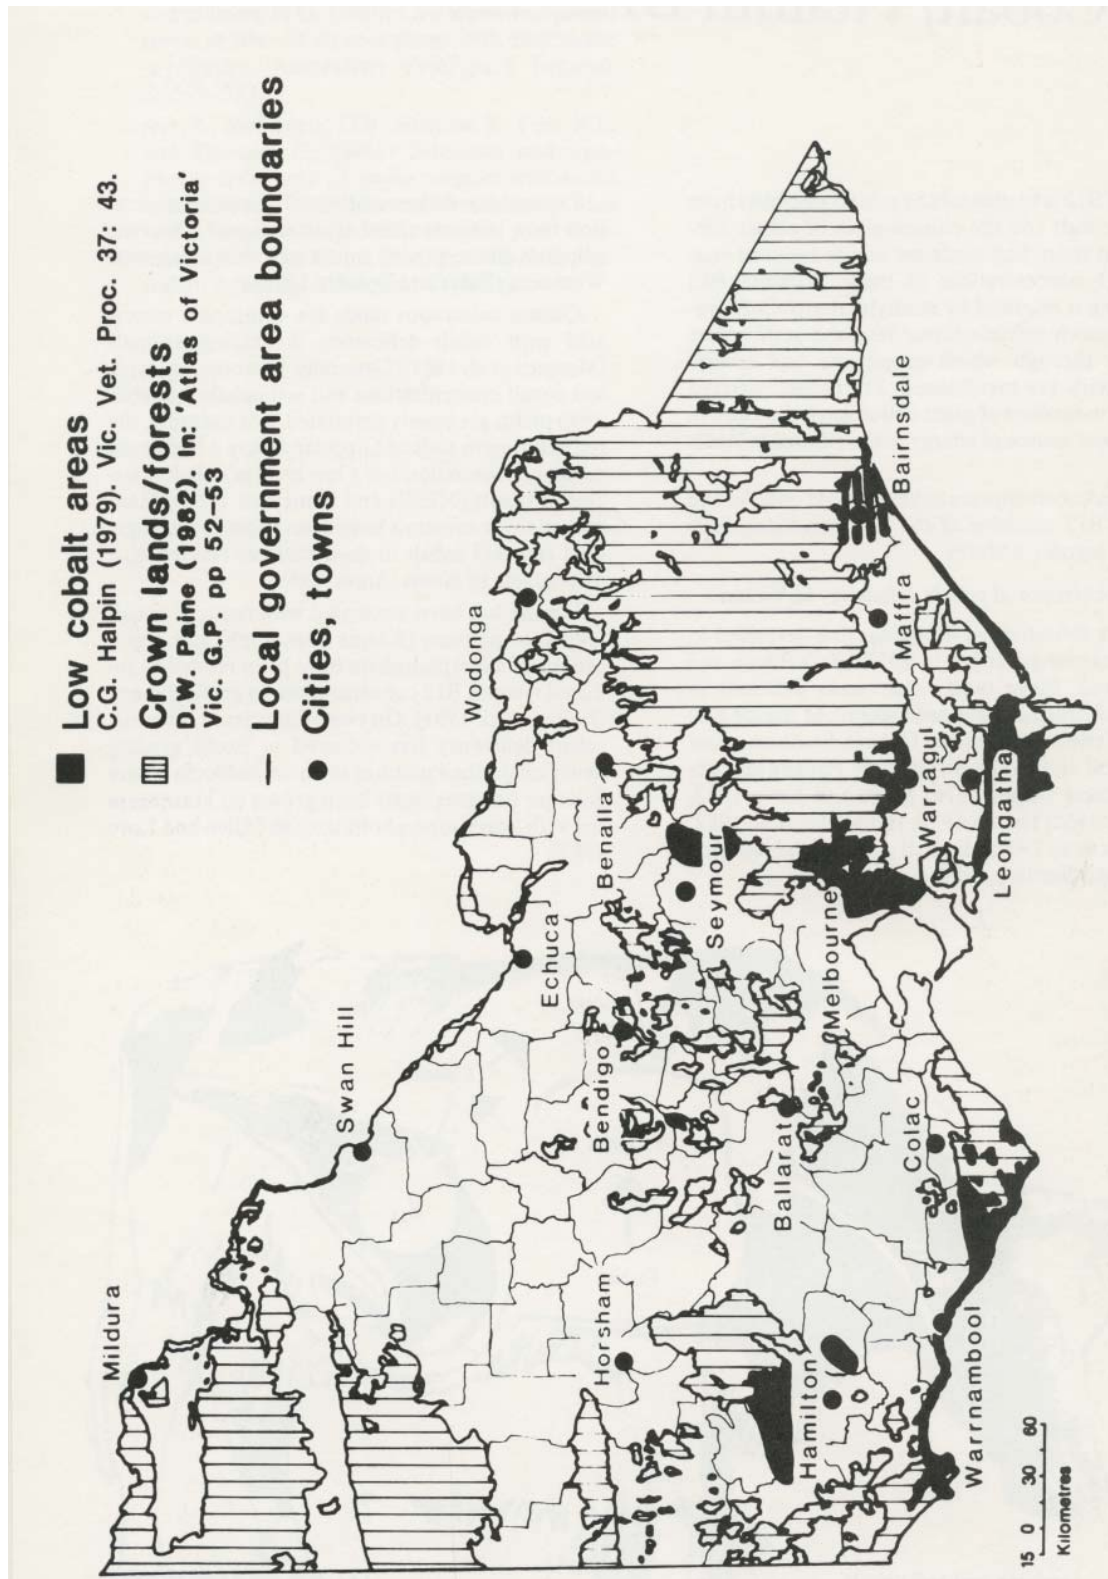 Low cobalt areas
C.G. Halpin (1979), Vic. Vet. Proc. 37: 43.
Crown lands/forests
D.W. Paine (1982). In: 'Atlas of Victoria'
Vic. G.P. pp 52–53
Local government area boundaries
Cities, towns
Mildura
Swan Hill
Wodonga
Echuca
Benalla
Bendigo
Horsham
Seymour
Bairnsdale
Maffra
Ballarat
Melbourne
Warragul
Hamilton
Colac
Leongatha
Warrnambool
15 0 30 60
Kilometres